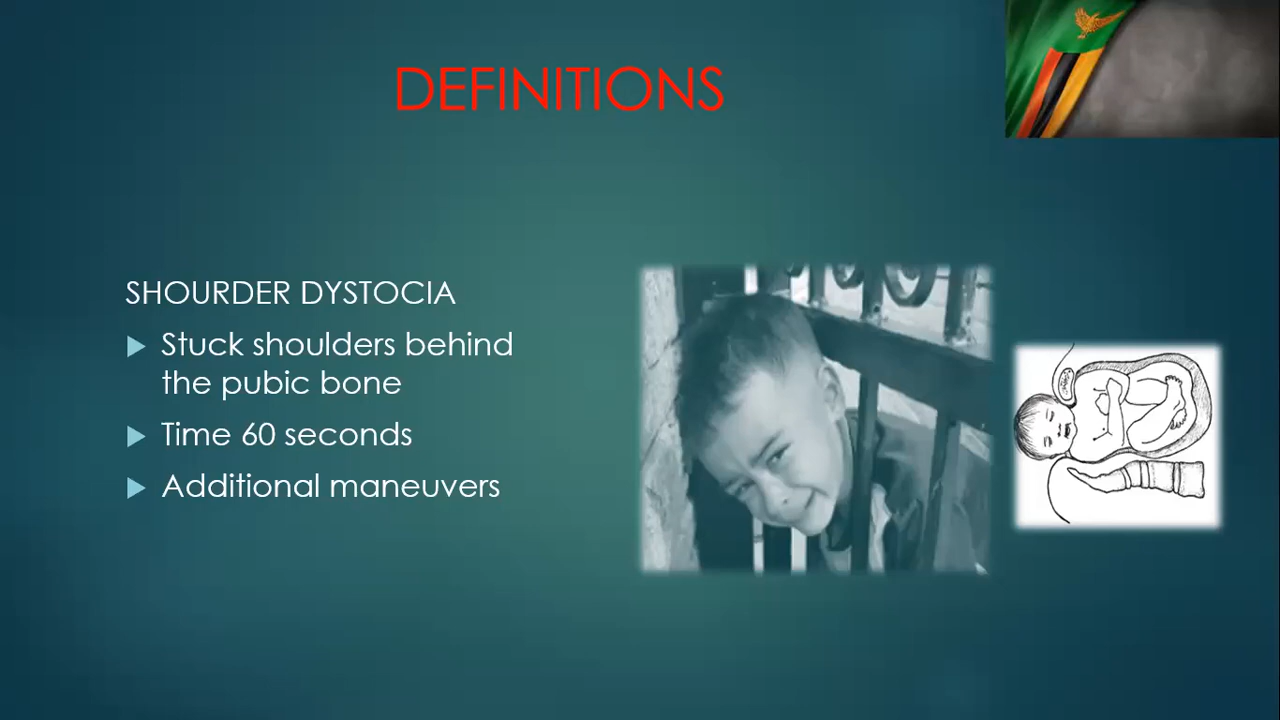 DEFINITIONS
SHOURDER DYSTOCIA
Stuck shoulders behind
the pubic bone
Time 60 seconds
Additional maneuvers